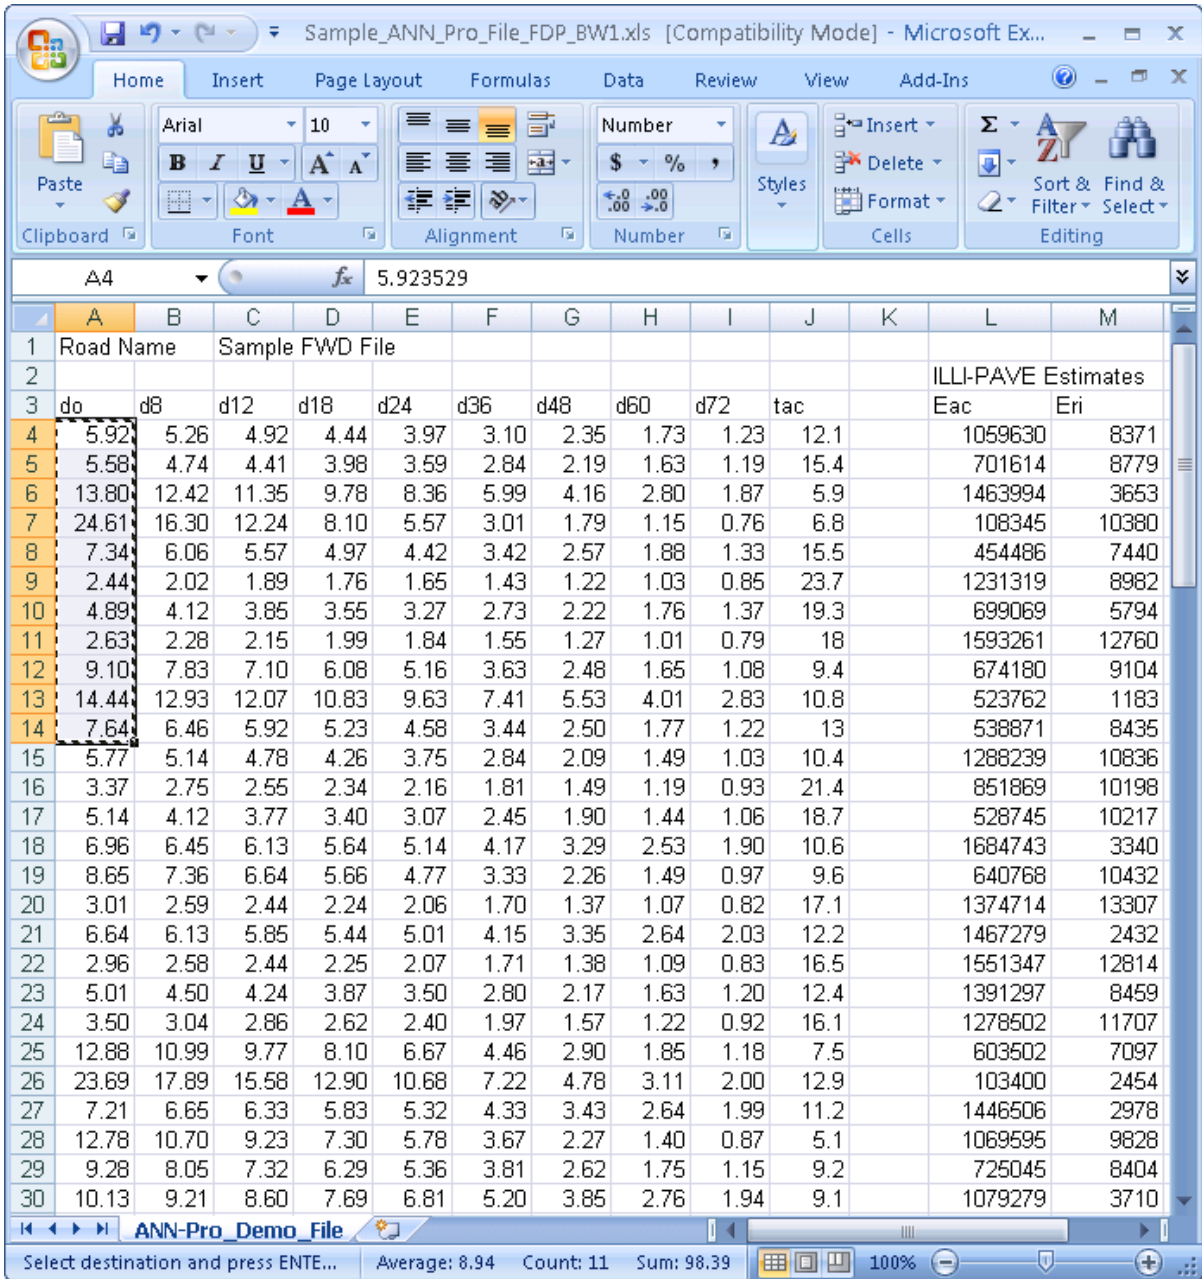 Sample_ANN_Pro_File_FDP_BW1.xls [Compatibility Mode] - Microsoft Ex...
Home Insert Page Layout Formulas Data Review View Add-Ins
Arial 10 Number Insert Σ
B I U A A $ % , Delete
Paste Styles Format Sort & Filter Find & Select
Clipboard Font Alignment Number Cells Editing
A4 fx 5.923529
A B C D E F G H I J K L M
1 Road Name Sample FWD File
2 ILLI-PAVE Estimates
3 do d8 d12 d18 d24 d36 d48 d60 d72 tac Eac Eri
4 5.92 5.26 4.92 4.44 3.97 3.10 2.35 1.73 1.23 12.1 1059630 8371
5 5.58 4.74 4.41 3.98 3.59 2.84 2.19 1.63 1.19 15.4 701614 8779
6 13.80 12.42 11.35 9.78 8.36 5.99 4.16 2.80 1.87 5.9 1463994 3653
7 24.61 16.30 12.24 8.10 5.57 3.01 1.79 1.15 0.76 6.8 108345 10380
8 7.34 6.06 5.57 4.97 4.42 3.42 2.57 1.88 1.33 15.5 454486 7440
9 2.44 2.02 1.89 1.76 1.65 1.43 1.22 1.03 0.85 23.7 1231319 8982
10 4.89 4.12 3.85 3.55 3.27 2.73 2.22 1.76 1.37 19.3 699069 5794
11 2.63 2.28 2.15 1.99 1.84 1.55 1.27 1.01 0.79 18 1593261 12760
12 9.10 7.83 7.10 6.08 5.16 3.63 2.48 1.65 1.08 9.4 674180 9104
13 14.44 12.93 12.07 10.83 9.63 7.41 5.53 4.01 2.83 10.8 523762 1183
14 7.64 6.46 5.92 5.23 4.58 3.44 2.50 1.77 1.22 13 538871 8435
15 5.77 5.14 4.78 4.26 3.75 2.84 2.09 1.49 1.03 10.4 1288239 10836
16 3.37 2.75 2.55 2.34 2.16 1.81 1.49 1.19 0.93 21.4 851869 10198
17 5.14 4.12 3.77 3.40 3.07 2.45 1.90 1.44 1.06 18.7 528745 10217
18 6.96 6.45 6.13 5.64 5.14 4.17 3.29 2.53 1.90 10.6 1684743 3340
19 8.65 7.36 6.64 5.66 4.77 3.33 2.26 1.49 0.97 9.6 640768 10432
20 3.01 2.59 2.44 2.24 2.06 1.70 1.37 1.07 0.82 17.1 1374714 13307
21 6.64 6.13 5.85 5.44 5.01 4.15 3.35 2.64 2.03 12.2 1467279 2432
22 2.96 2.58 2.44 2.25 2.07 1.71 1.38 1.09 0.83 16.5 1551347 12814
23 5.01 4.50 4.24 3.87 3.50 2.80 2.17 1.63 1.20 12.4 1391297 8459
24 3.50 3.04 2.86 2.62 2.40 1.97 1.57 1.22 0.92 16.1 1278502 11707
25 12.88 10.99 9.77 8.10 6.67 4.46 2.90 1.85 1.18 7.5 603502 7097
26 23.69 17.89 15.58 12.90 10.68 7.22 4.78 3.11 2.00 12.9 103400 2454
27 7.21 6.65 6.33 5.83 5.32 4.33 3.43 2.64 1.99 11.2 1446506 2978
28 12.78 10.70 9.23 7.30 5.78 3.67 2.27 1.40 0.87 5.1 1069595 9828
29 9.28 8.05 7.32 6.29 5.36 3.81 2.62 1.75 1.15 9.2 725045 8404
30 10.13 9.21 8.60 7.69 6.81 5.20 3.85 2.76 1.94 9.1 1079279 3710
ANN-Pro_Demo_File
Select destination and press ENTE... Average: 8.94 Count: 11 Sum: 98.39 100%